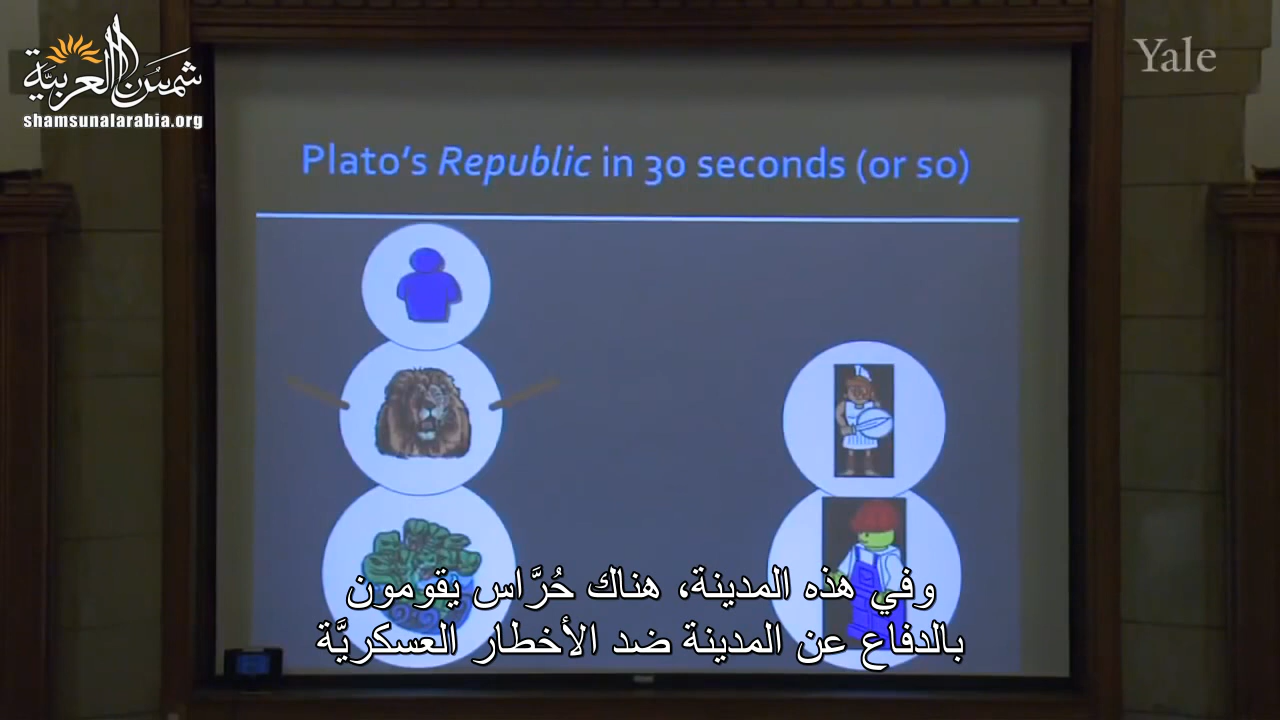 شمسُ العربيَّة
shamsunalarabia.org
Yale
Plato's Republic in 30 seconds (or so)
وفي هذه المدينة، هناك حُرَّاس يقومون
بالدفاع عن المدينة ضد الأخطار العسكريَّة